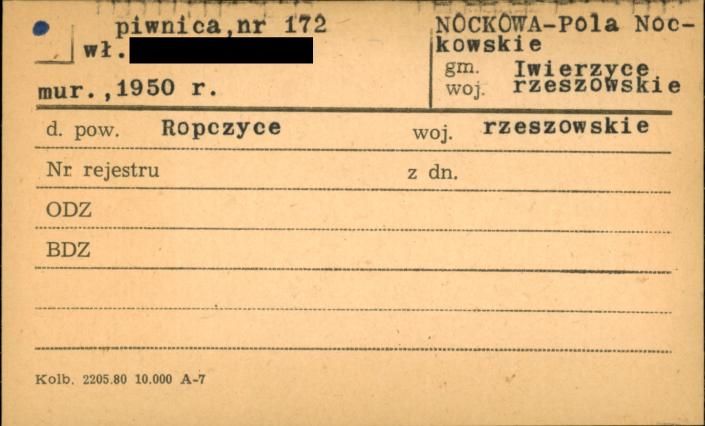 piwnica,nr 172
wł.
mur.,1950 r.
NOCKOWA-Pola Noc-
kowskie
gm. Iwierzyce
woj. rzeszowskie
d. pow. Ropczyce woj. rzeszowskie
Nr rejestru z dn.
ODZ
BDZ
Kolb. 2205.80 10.000 A-7